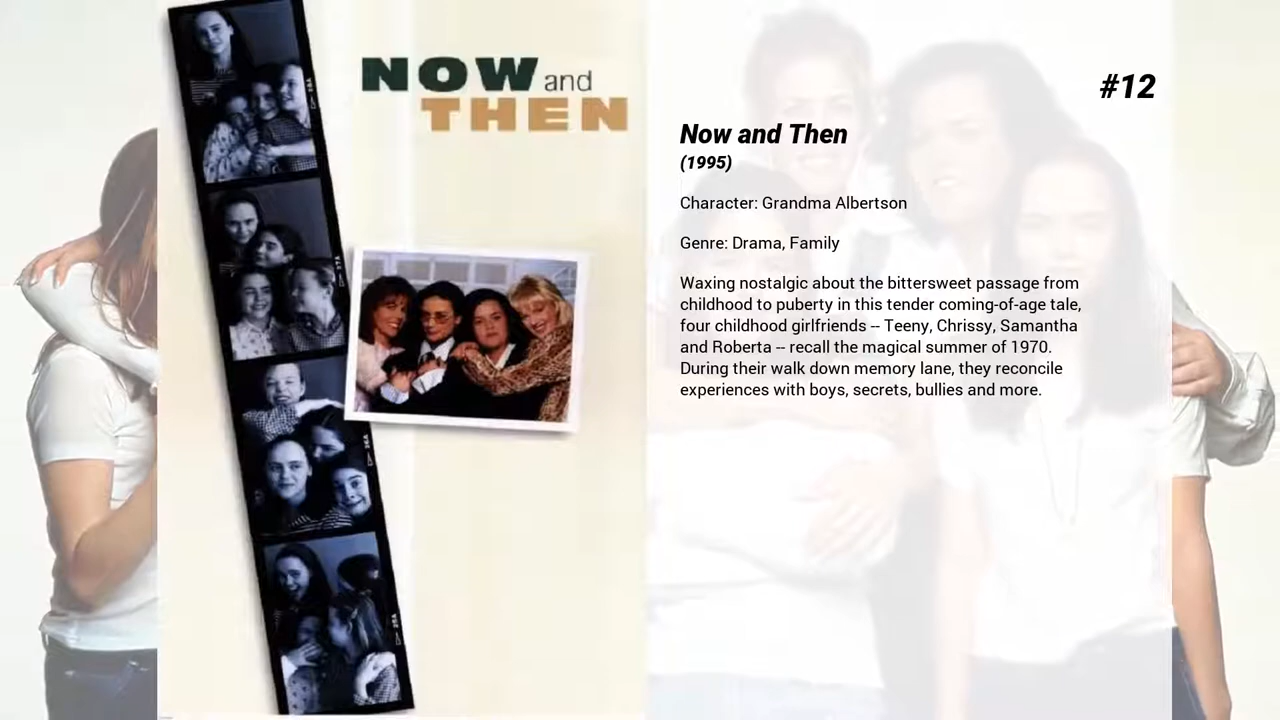 NOW and
THEN
#12
Now and Then
(1995)
Character: Grandma Albertson
Genre: Drama, Family
Waxing nostalgic about the bittersweet passage from
childhood to puberty in this tender coming-of-age tale,
four childhood girlfriends -- Teeny, Chrissy, Samantha
and Roberta -- recall the magical summer of 1970.
During their walk down memory lane, they reconcile
experiences with boys, secrets, bullies and more.